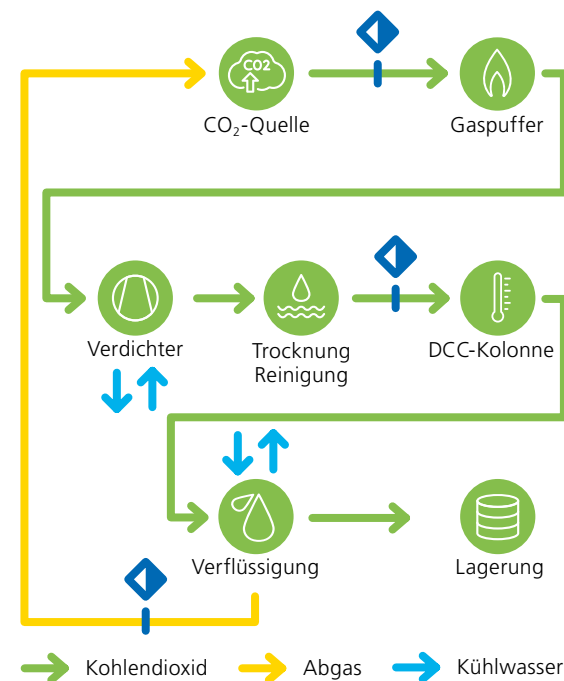 CO2
CO₂-Quelle
Gaspuffer
Verdichter
Trocknung
Reinigung
DCC-Kolonne
Verflüssigung
Lagerung
Kohlendioxid
Abgas
Kühlwasser